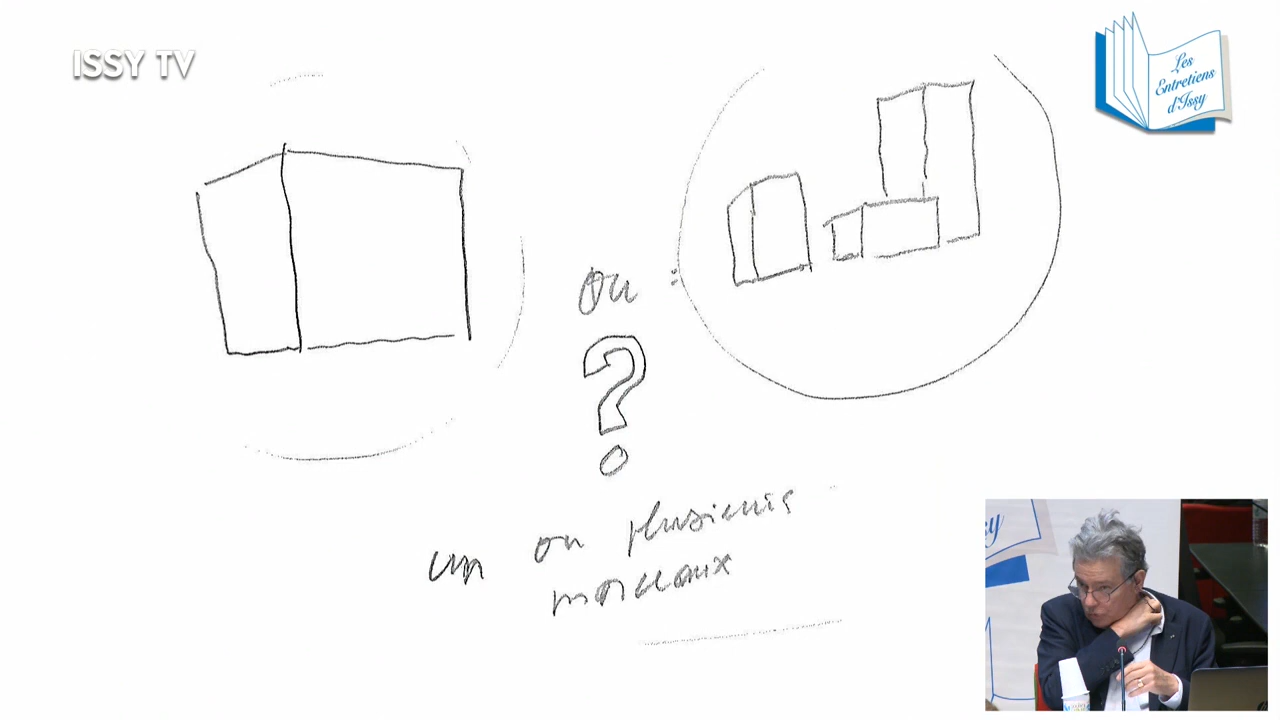 ISSY TV
Les
Entretiens
d'Issy
ou :
?
un ou plusieurs
morceaux